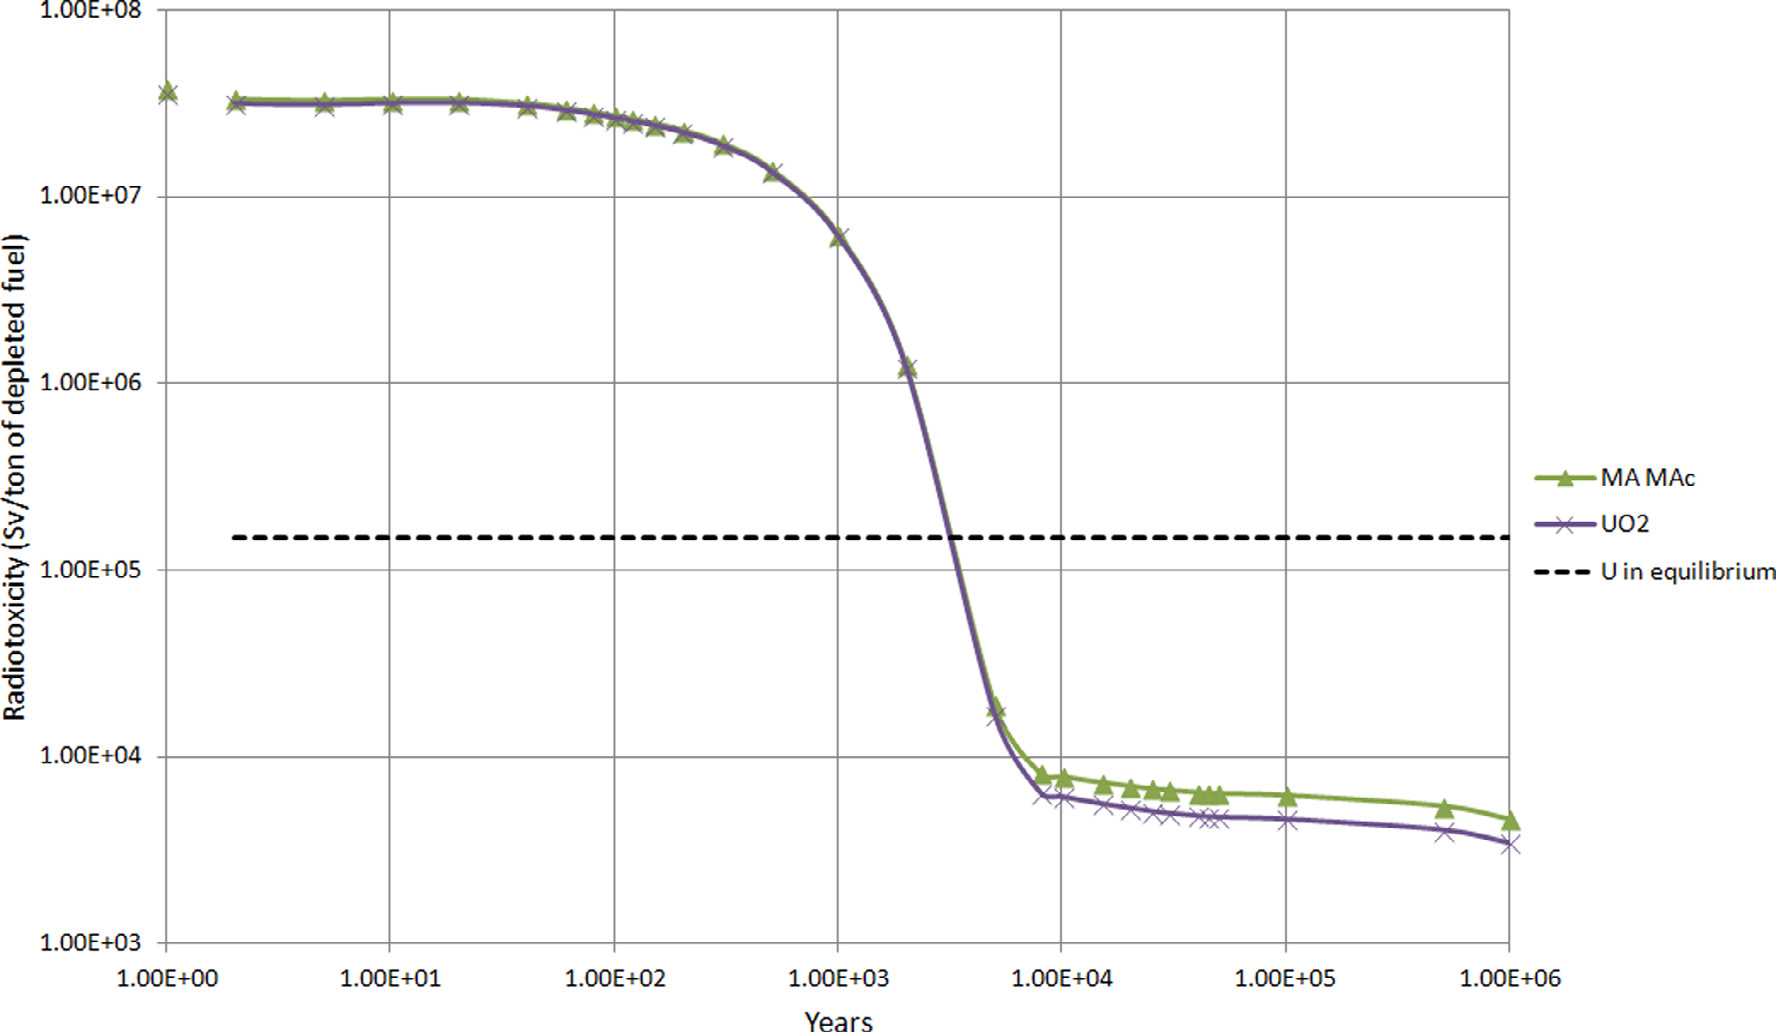 1.00E+08
1.00E+07
1.00E+06
1.00E+05
1.00E+04
1.00E+03
Radiotoxicity (Sv/ton of depleted fuel)
1.00E+00 1.00E+01 1.00E+02 1.00E+03 1.00E+04 1.00E+05 1.00E+06
Years
MA MAc
UO2
U in equilibrium